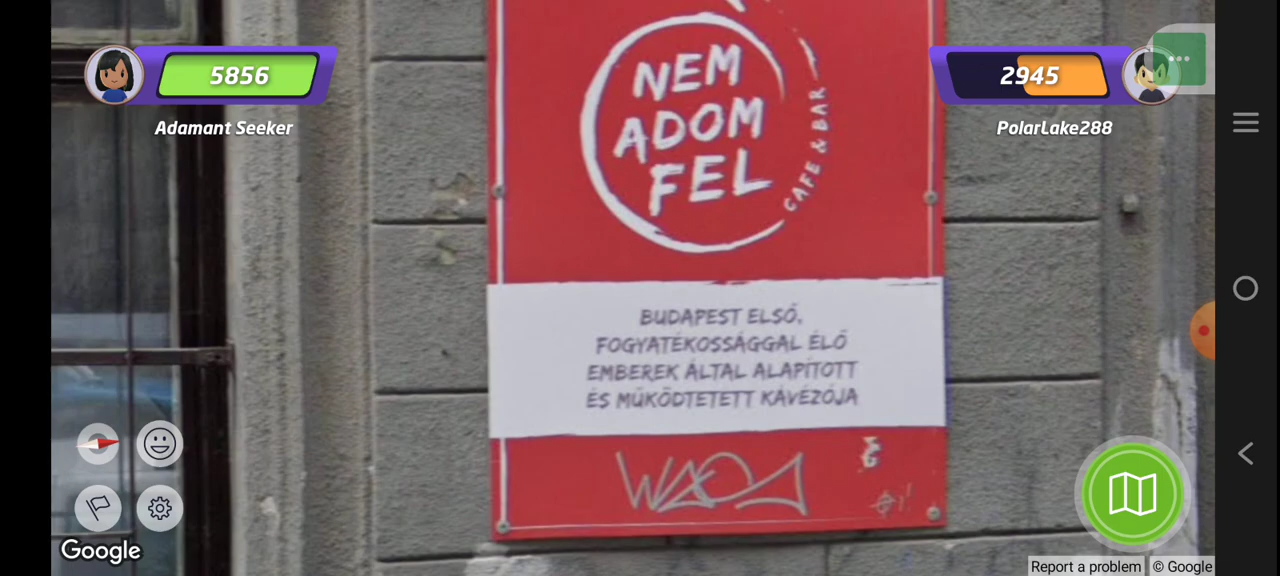 5856
2945
Adamant Seeker
PolarLake288
NEM
ADOM
FEL
CAFE & BAR
BUDAPEST ELSŐ,
FOGYATÉKOSSÁGGAL ÉLŐ
EMBEREK ÁLTAL ALAPÍTOTT
ÉS MŰKÖDTETETT KÁVÉZÓJA
Google
Report a problem
© Google